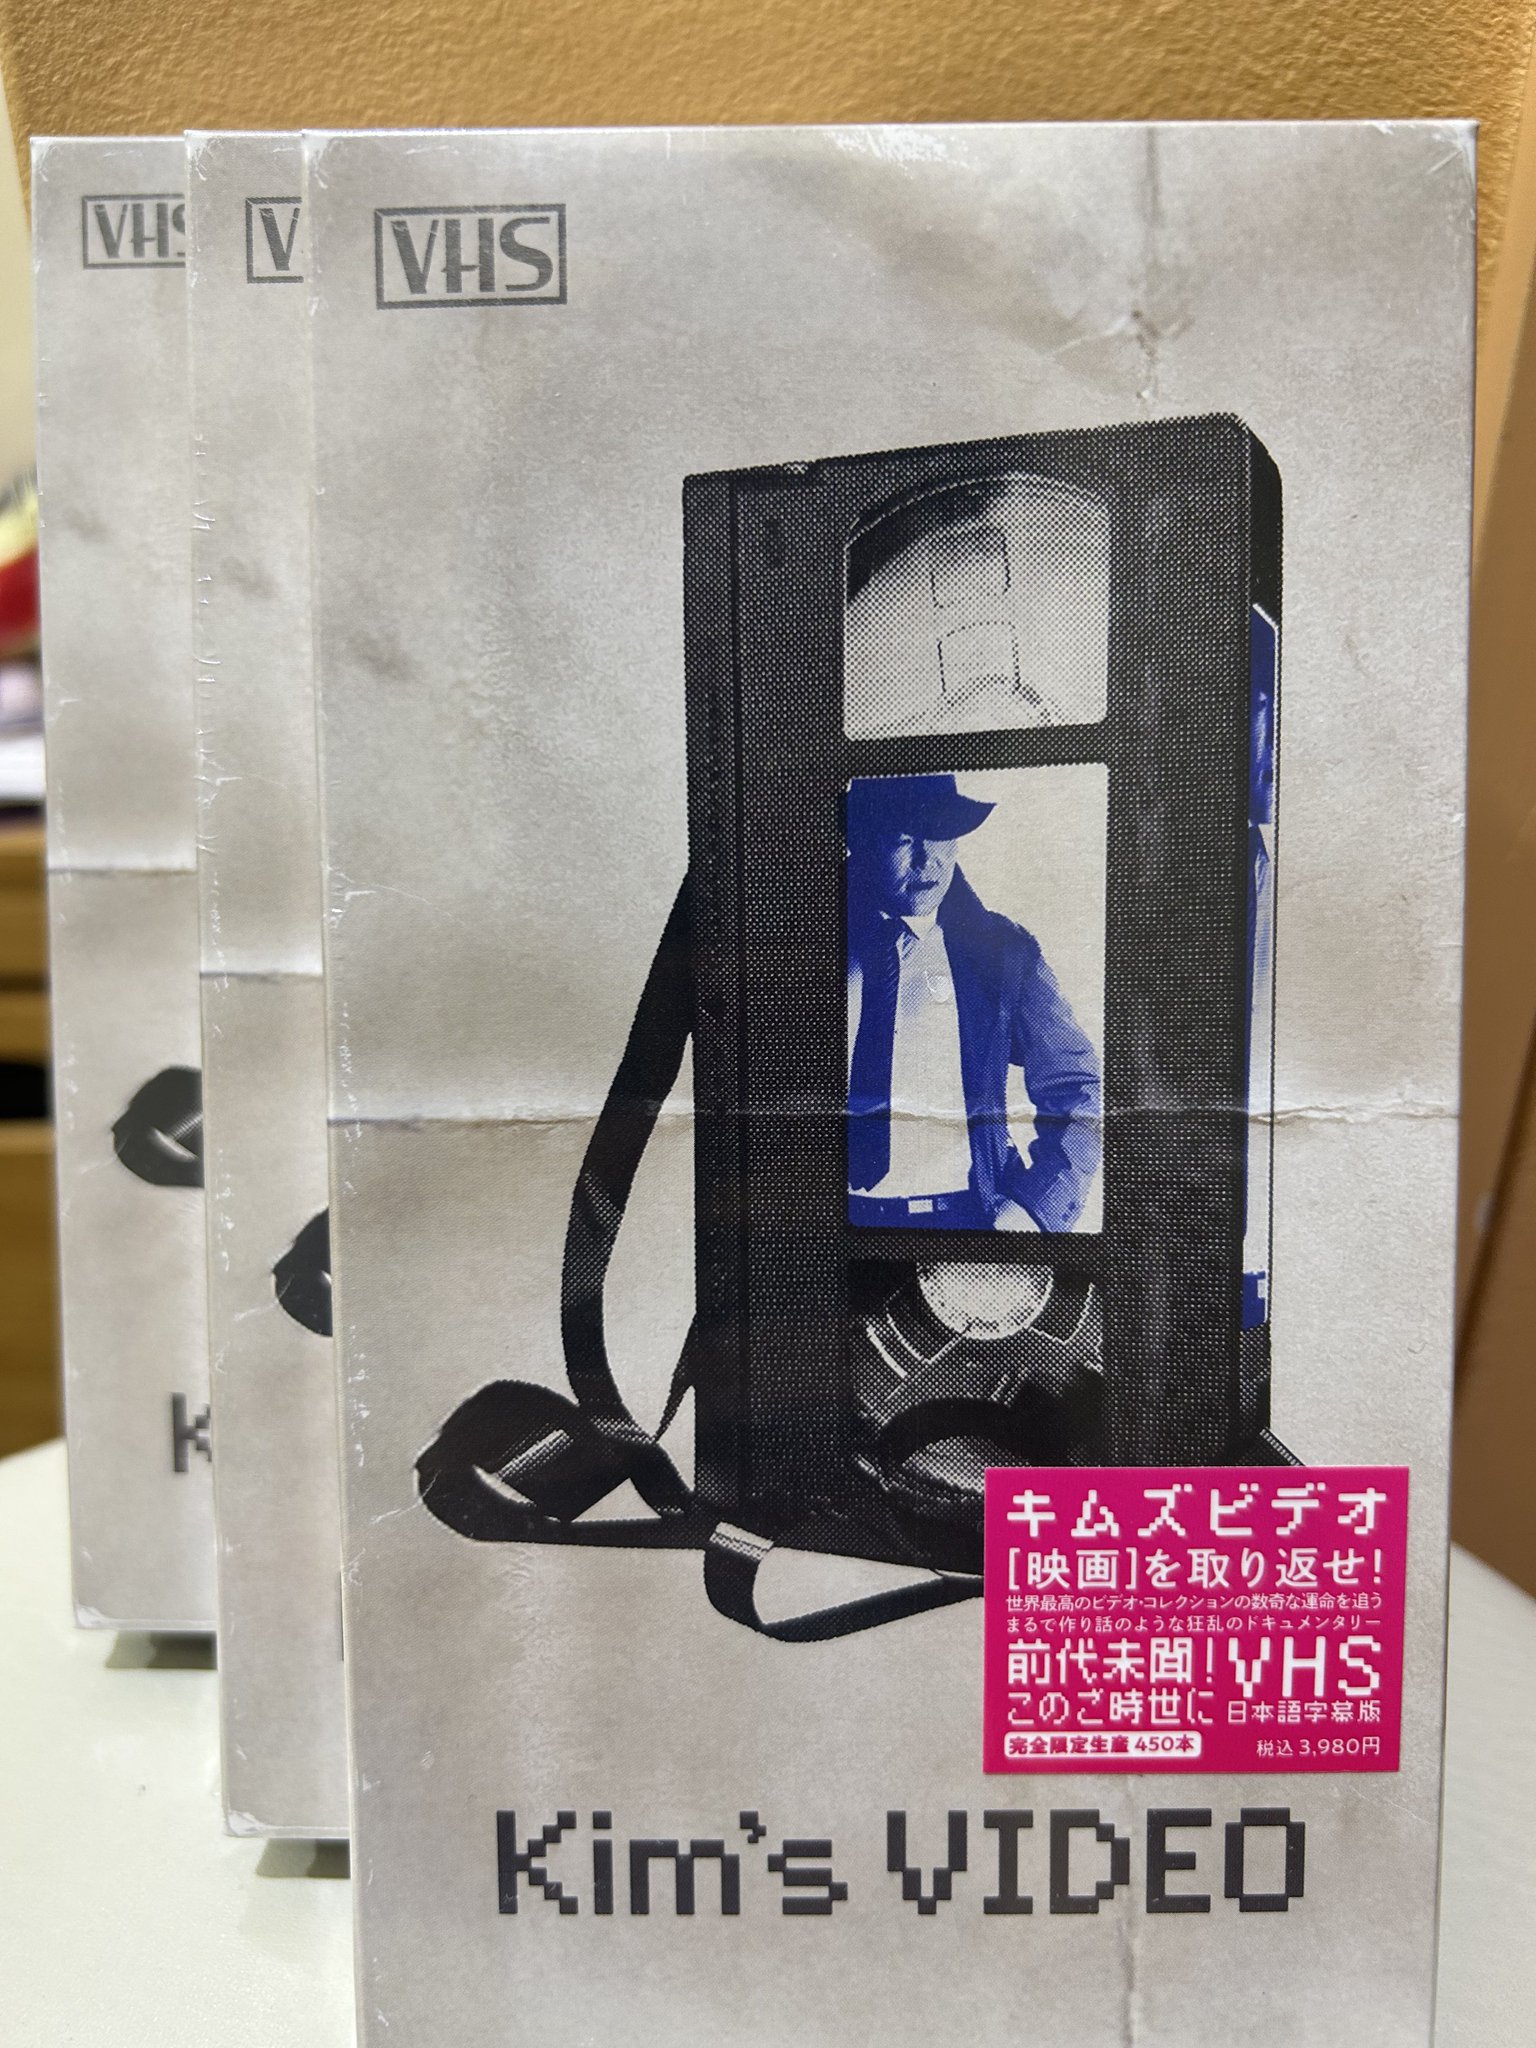 VHS
V
VHS
K
キムズビデオ
[映画]を取り返せ!
世界最高のビデオ・コレクションの数奇な運命を追う
まるで作り話のような狂乱のドキュメンタリー
前代未聞! VHS
このご時世に 日本語字幕版
完全限定生産 450本 税込 3,980円
Kim's VIDEO